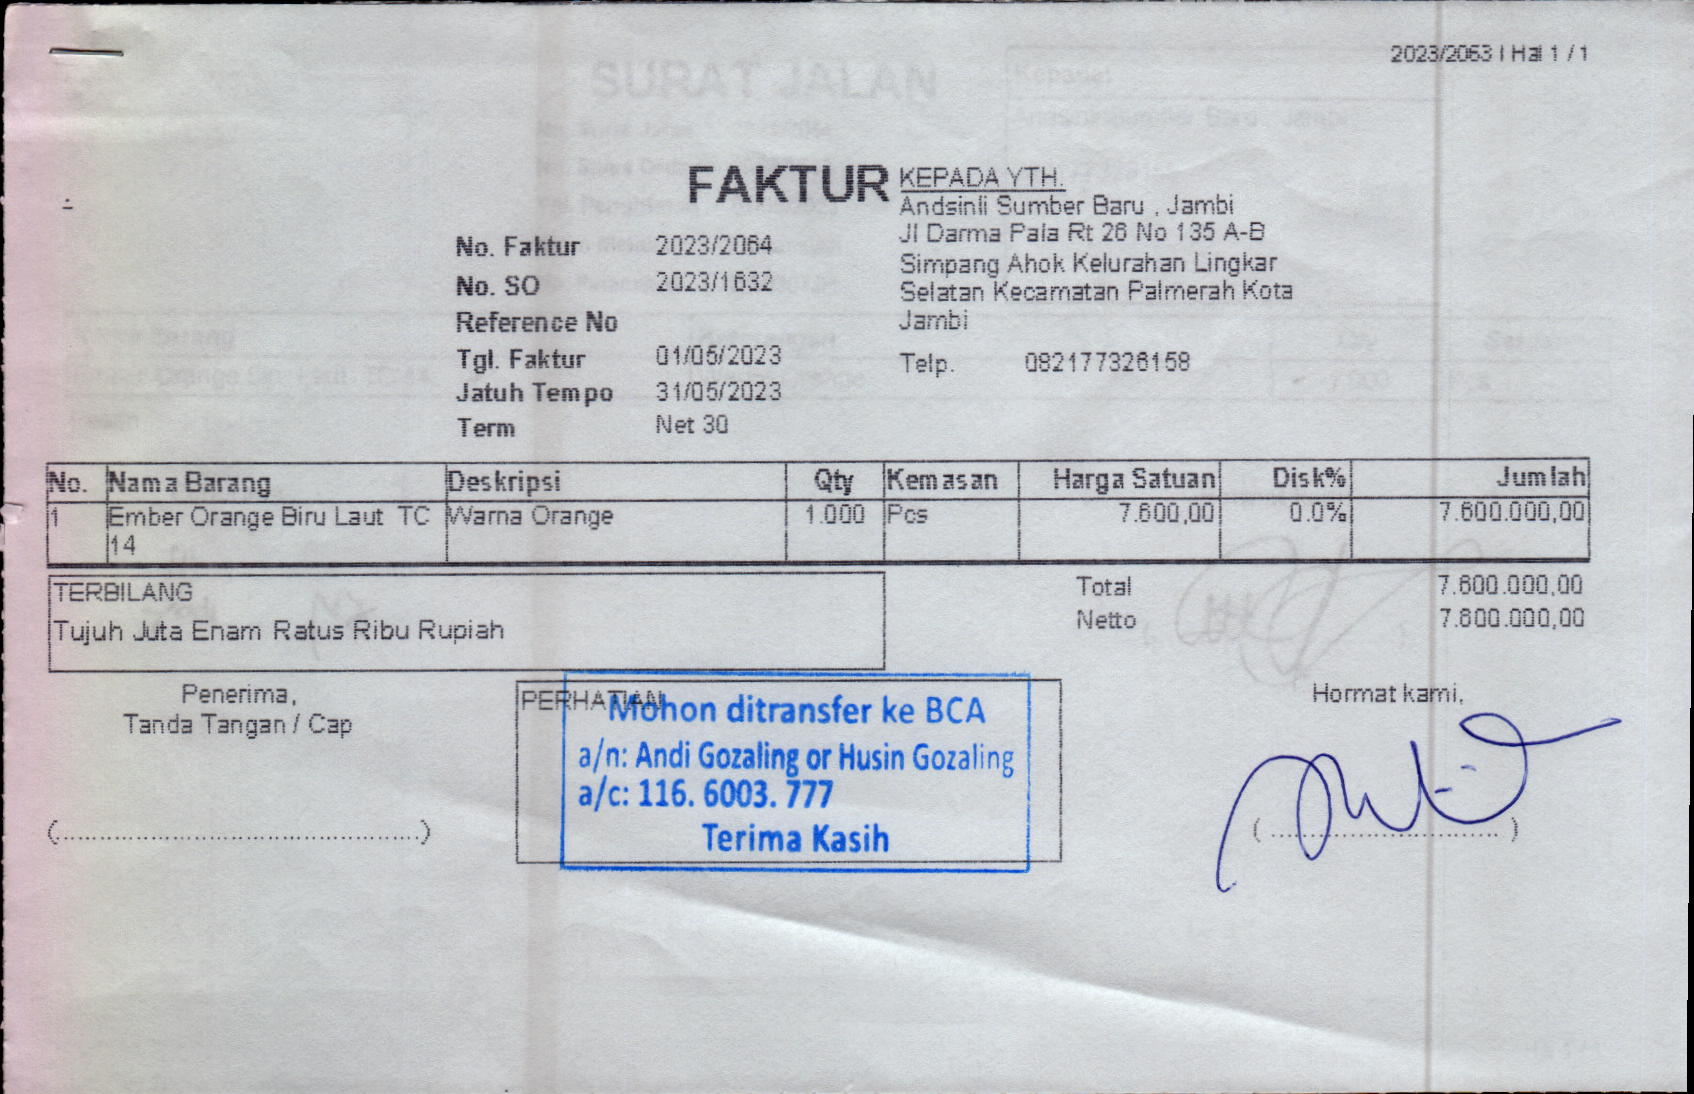 2023/2063 | Hal 1 / 1
FAKTUR
KEPADA YTH.
Andsinli Sumber Baru , Jambi
Jl Darma Pala Rt 26 No 135 A-B
Simpang Ahok Kelurahan Lingkar
Selatan Kecamatan Palmerah Kota
Jambi
Telp. 082177326158
No. Faktur 2023/2064
No. SO 2023/1632
Reference No
Tgl. Faktur 01/05/2023
Jatuh Tempo 31/05/2023
Term Net 30
No. Nama Barang Deskripsi Qty Kemasan Harga Satuan Disk% Jumlah
1 Ember Orange Biru Laut TC Warna Orange 1.000 Pcs 7.600,00 0.0% 7.600.000,00
14
TERBILANG
Tujuh Juta Enam Ratus Ribu Rupiah
Total 7.600.000,00
Netto 7.600.000,00
Penerima,
Tanda Tangan / Cap
(................................................)
PERHATIAN
Mohon ditransfer ke BCA
a/n: Andi Gozaling or Husin Gozaling
a/c: 116. 6003. 777
Terima Kasih
Hormat kami,
( .............................. )
SURAT JALAN